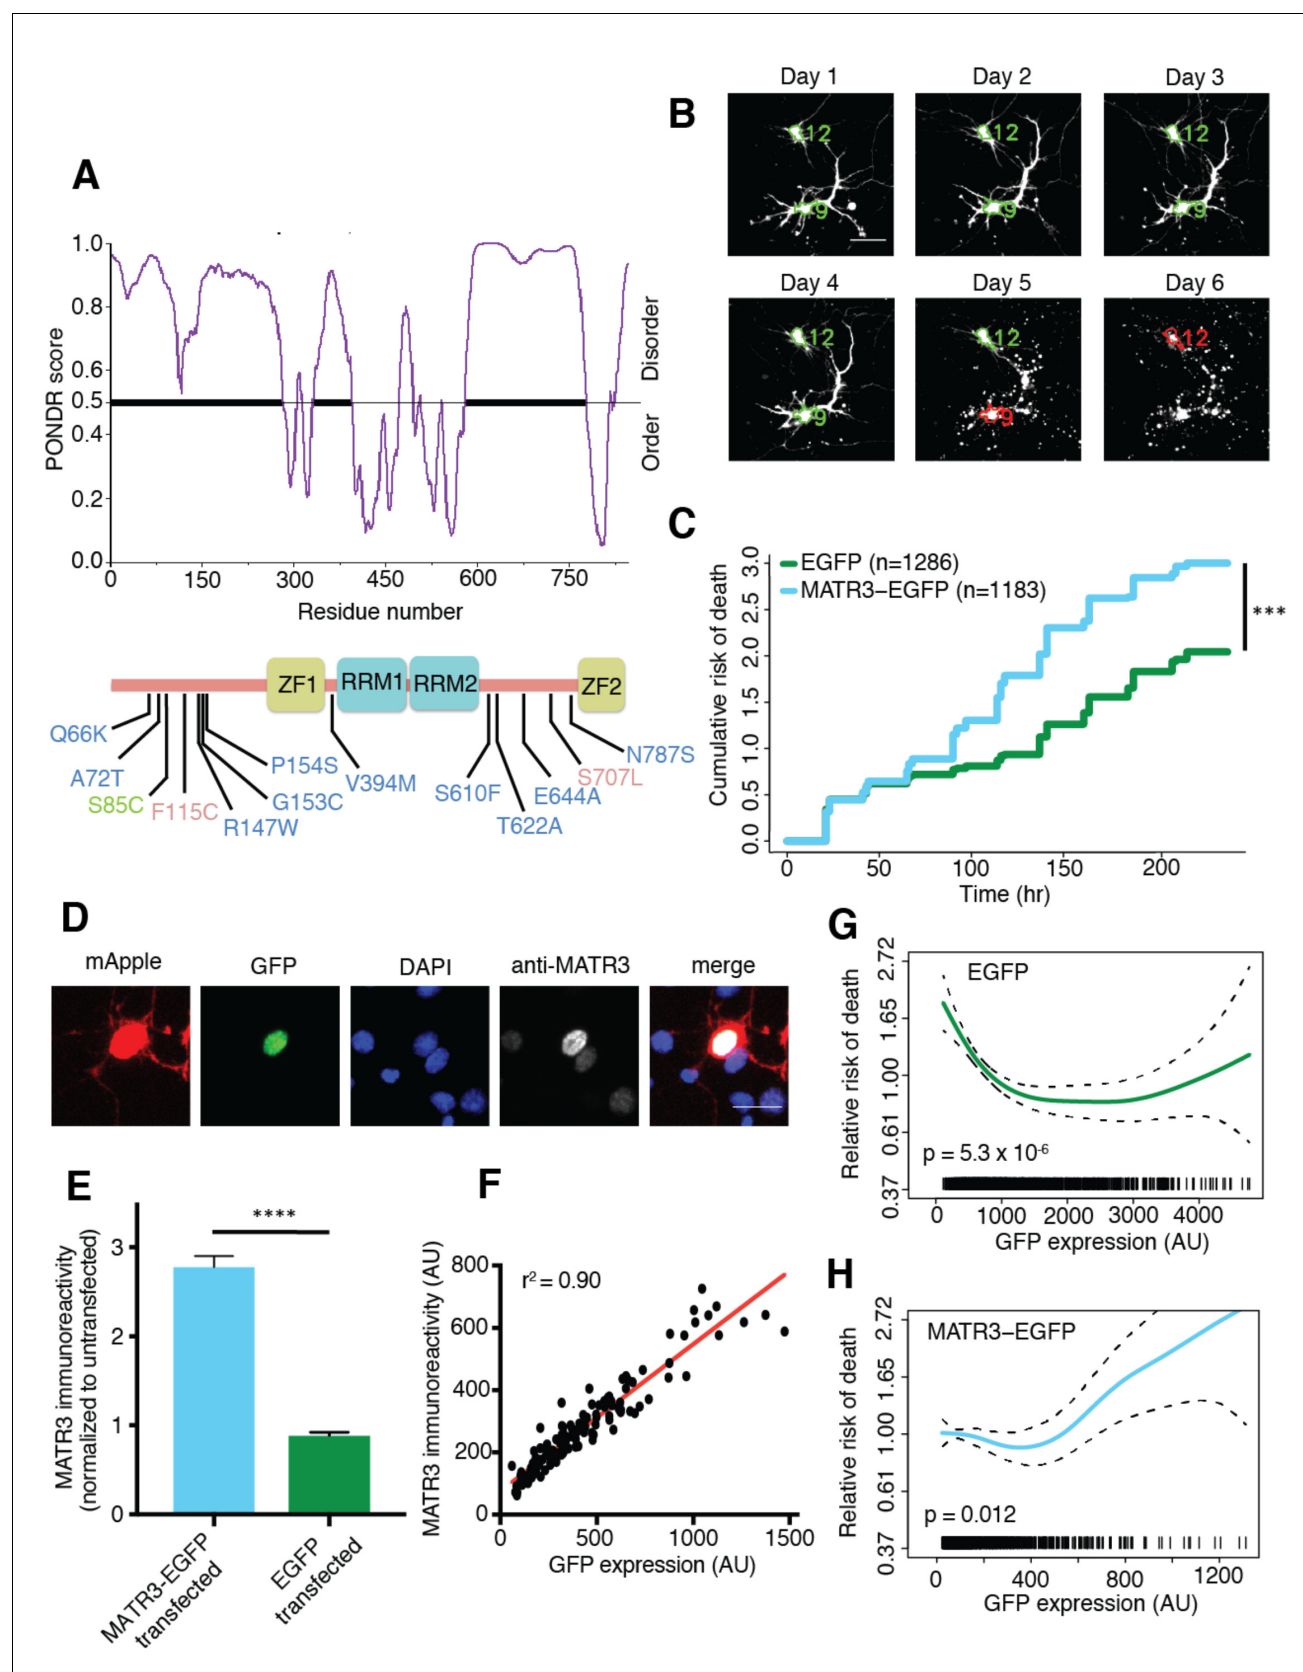 A
1.0
0.8
0.6
0.5
0.4
0.2
0.0
PONDR score
Disorder
Order
0 150 300 450 600 750
Residue number
ZF1 RRM1 RRM2 ZF2
Q66K
A72T
S85C
F115C
R147W
G153C
P154S
V394M
S610F
T622A
E644A
S707L
N787S
B
Day 1 Day 2 Day 3
12 12 12
9 9 9
Day 4 Day 5 Day 6
12 12 12
9 9
C
EGFP (n=1286)
MATR3–EGFP (n=1183)
***
Cumulative risk of death
3.0
2.5
2.0
1.5
1.0
0.5
0.0
0 50 100 150 200
Time (hr)
D
mApple GFP DAPI anti-MATR3 merge
E
MATR3 immunoreactivity
(normalized to untransfected)
****
3
2
1
0
MATR3-EGFP
transfected
EGFP
transfected
F
MATR3 immunoreactivity (AU)
r2 = 0.90
800
600
400
200
0
0 500 1000 1500
GFP expression (AU)
G
EGFP
Relative risk of death
2.72
1.65
1.00
0.61
0.37
p = 5.3 x 10-6
0 1000 2000 3000 4000
GFP expression (AU)
H
MATR3–EGFP
Relative risk of death
2.72
1.65
1.00
0.61
0.37
p = 0.012
0 400 800 1200
GFP expression (AU)